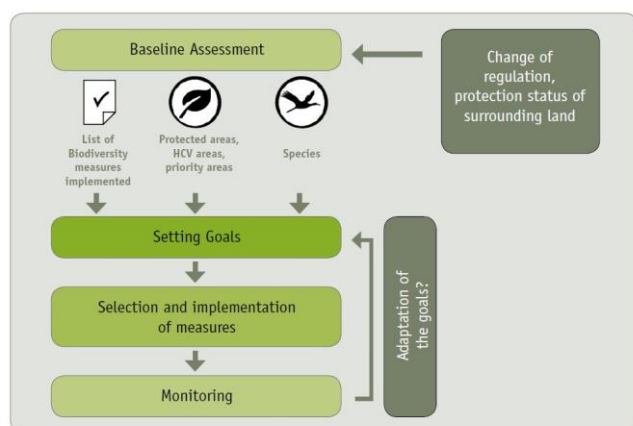 Baseline Assessment
Change of
regulation,
protection status of
surrounding land
List of
Biodiversity
measures
implemented
Protected areas,
HCV areas,
priority areas
Species
Setting Goals
Selection and implementation
of measures
Monitoring
Adaptation of
the goals?